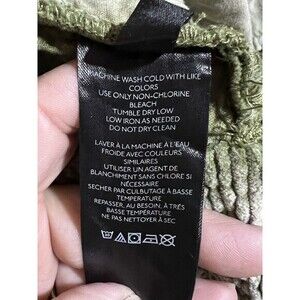 MACHINE WASH COLD WITH LIKE
COLORS
USE ONLY NON-CHLORINE
BLEACH
TUMBLE DRY LOW
LOW IRON AS NEEDED
DO NOT DRY CLEAN
LAVER À LA MACHINE À L'EAU
FROIDE AVEC COULEURS
SIMILAIRES
UTILISER UN AGENT DE
BLANCHIMENT SANS CHLORE SI
NÉCESSAIRE
SECHER PAR CULBUTAGE À BASSE
TEMPÉRATURE
REPASSER, AU BESOIN, À TRÈS
BASSE TEMPÉRATURE
NE PAS NETTOYER À SEC